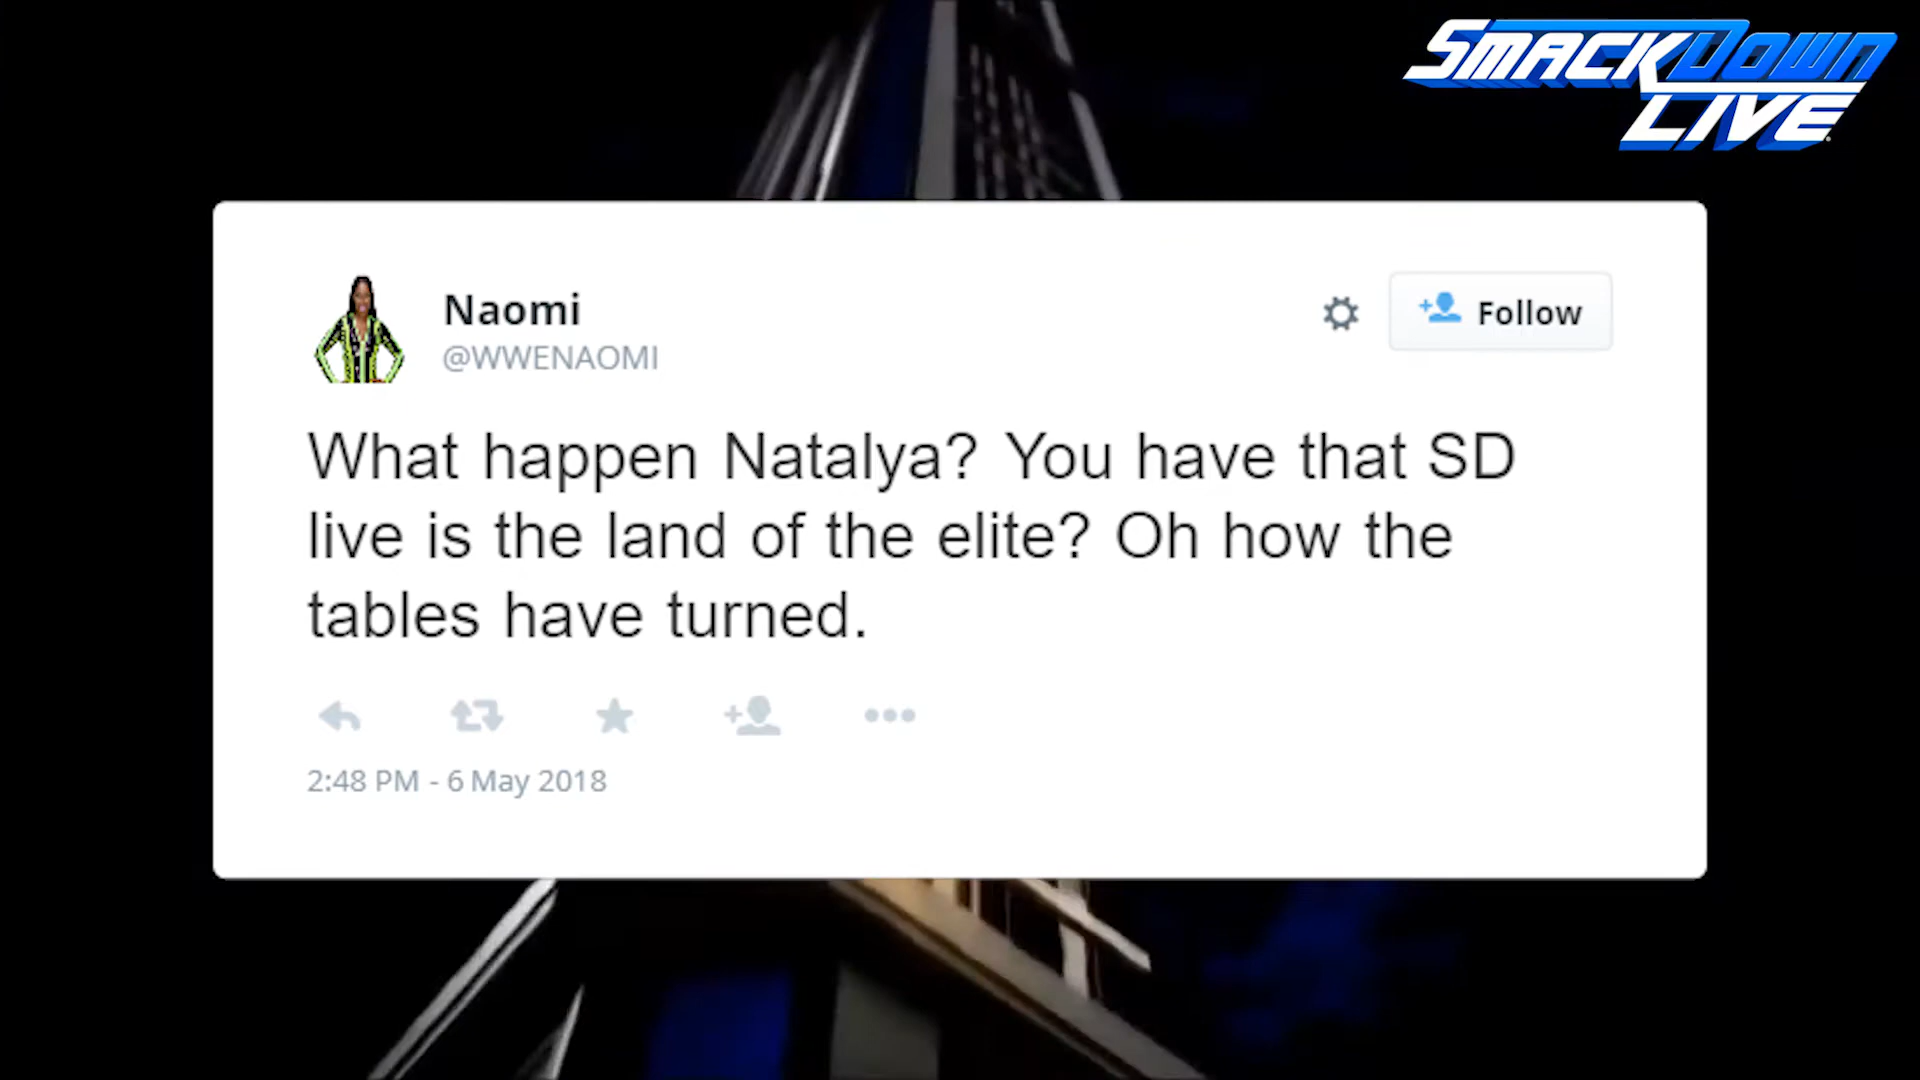 SMACKDOWN
LIVE
Naomi
@WWENAOMI
Follow
What happen Natalya? You have that SD
live is the land of the elite? Oh how the
tables have turned.
2:48 PM - 6 May 2018